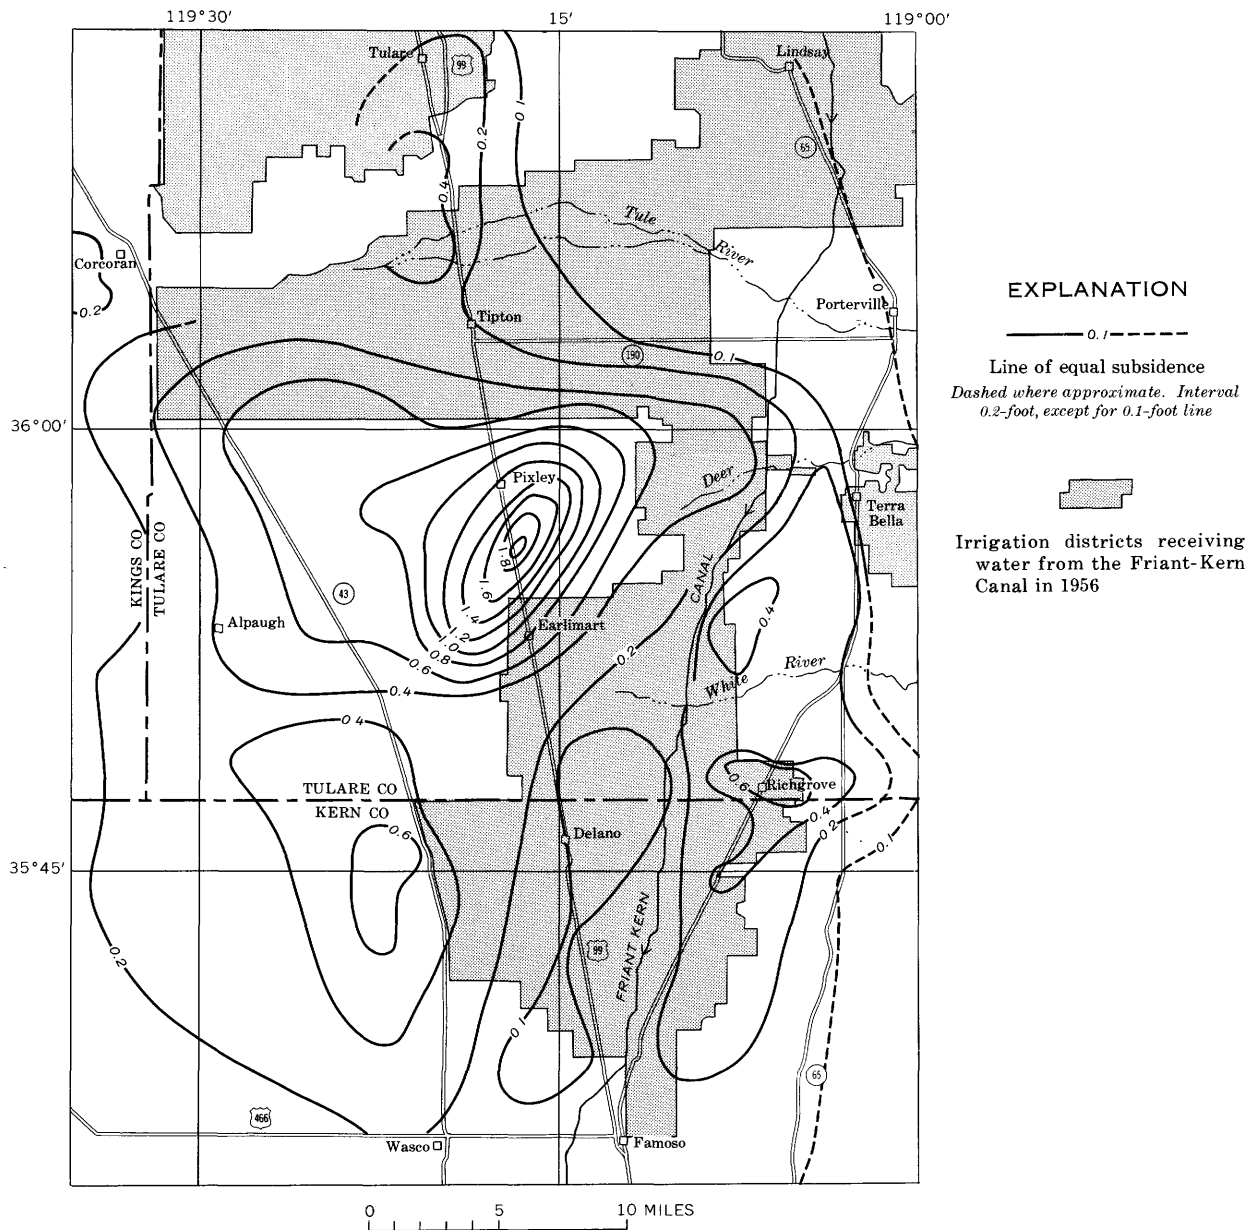 119°30'
15'
119°00'
Tulare
99
Lindsay
0.1
0.2
65
0.4
Tule
River
Corcoran
0.2
0
Porterville
Tipton
190
0.1
36°00'
Pixley
Deer
Terra
Bella
1.8
1.6
KINGS CO
TULARE CO
43
CANAL
0.4
Alpaugh
1.4
1.2
1.0
0.8
0.6
0.4
Earlimart
0.2
White
River
0.4
TULARE CO
KERN CO
0.6
0.6
Richgrove
0.4
0.2
0.1
Delano
35°45'
0.2
FRIANT KERN
99
0.1
65
466
Wasco
Famoso
0
5
10 MILES
EXPLANATION
0.1
Line of equal subsidence
Dashed where approximate. Interval
0.2-foot, except for 0.1-foot line
Irrigation districts receiving
water from the Friant-Kern
Canal in 1956